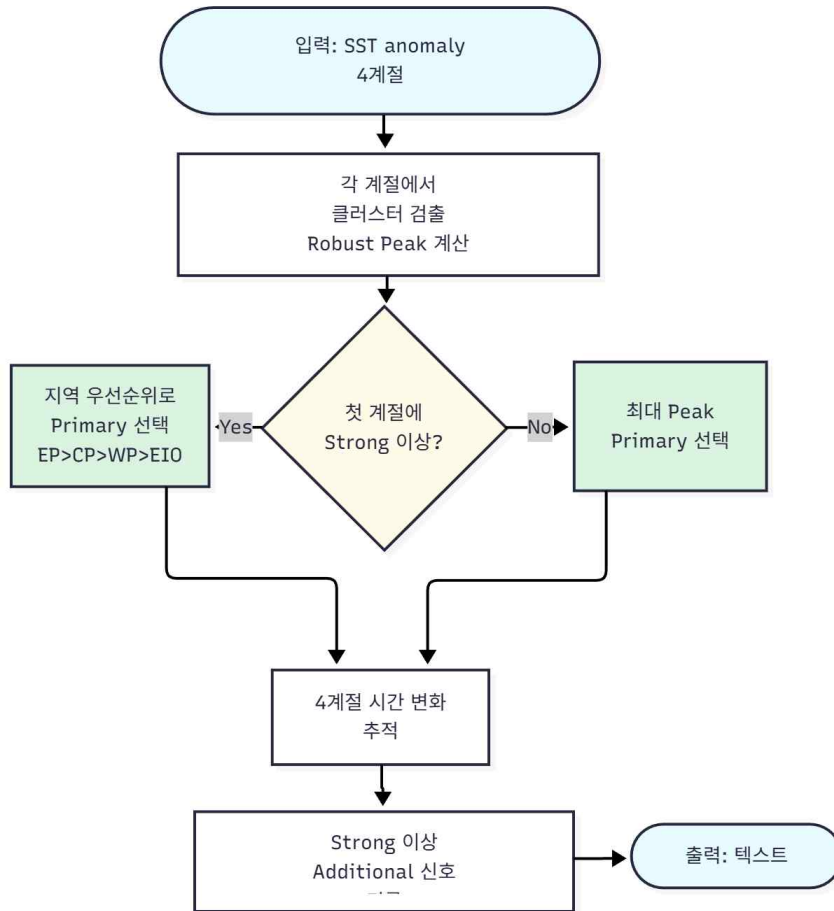 입력: SST anomaly
4계절
각 계절에서
클러스터 검출
Robust Peak 계산
첫 계절에
Strong 이상?
Yes
No
지역 우선순위로
Primary 선택
EP>CP>WP>EIO
최대 Peak
Primary 선택
4계절 시간 변화
추적
Strong 이상
Additional 신호
출력: 텍스트